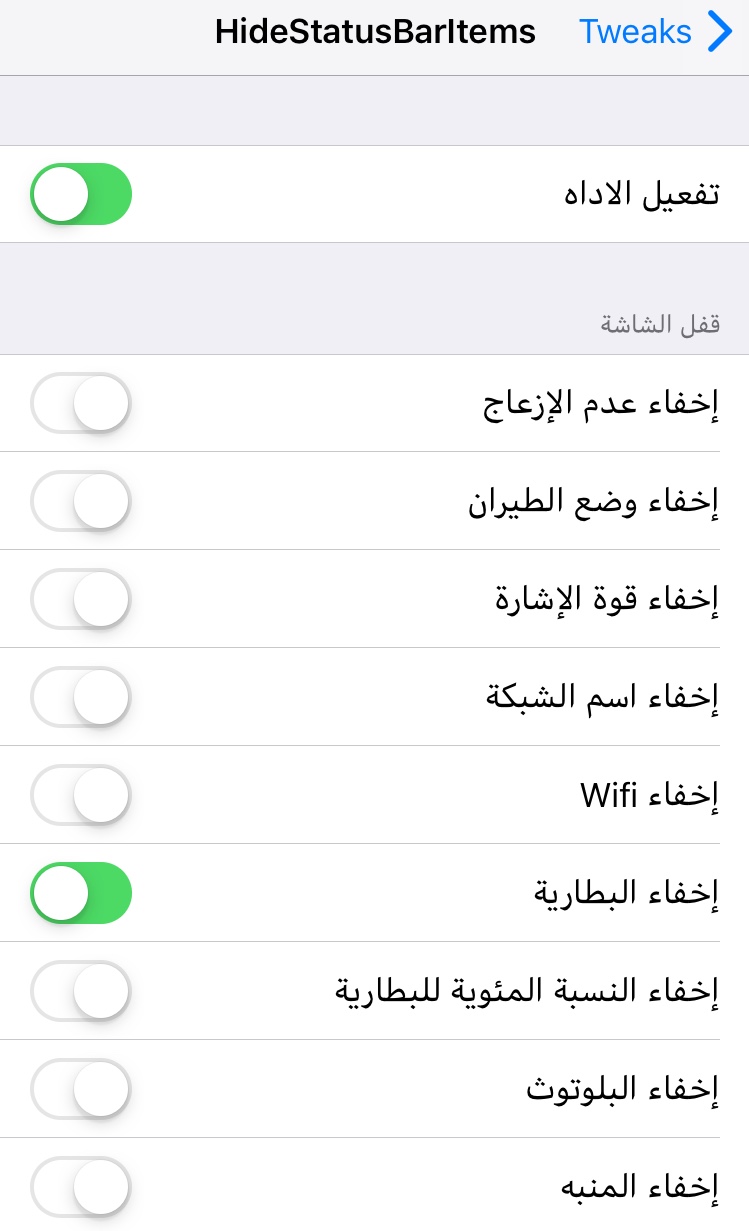 Tweaks
HideStatusBarItems
تفعيل الاداه
قفل الشاشة
إخفاء عدم الإزعاج
إخفاء وضع الطيران
إخفاء قوة الإشارة
إخفاء اسم الشبكة
إخفاء Wifi
إخفاء البطارية
إخفاء النسبة المئوية للبطارية
إخفاء البلوتوث
إخفاء المنبه